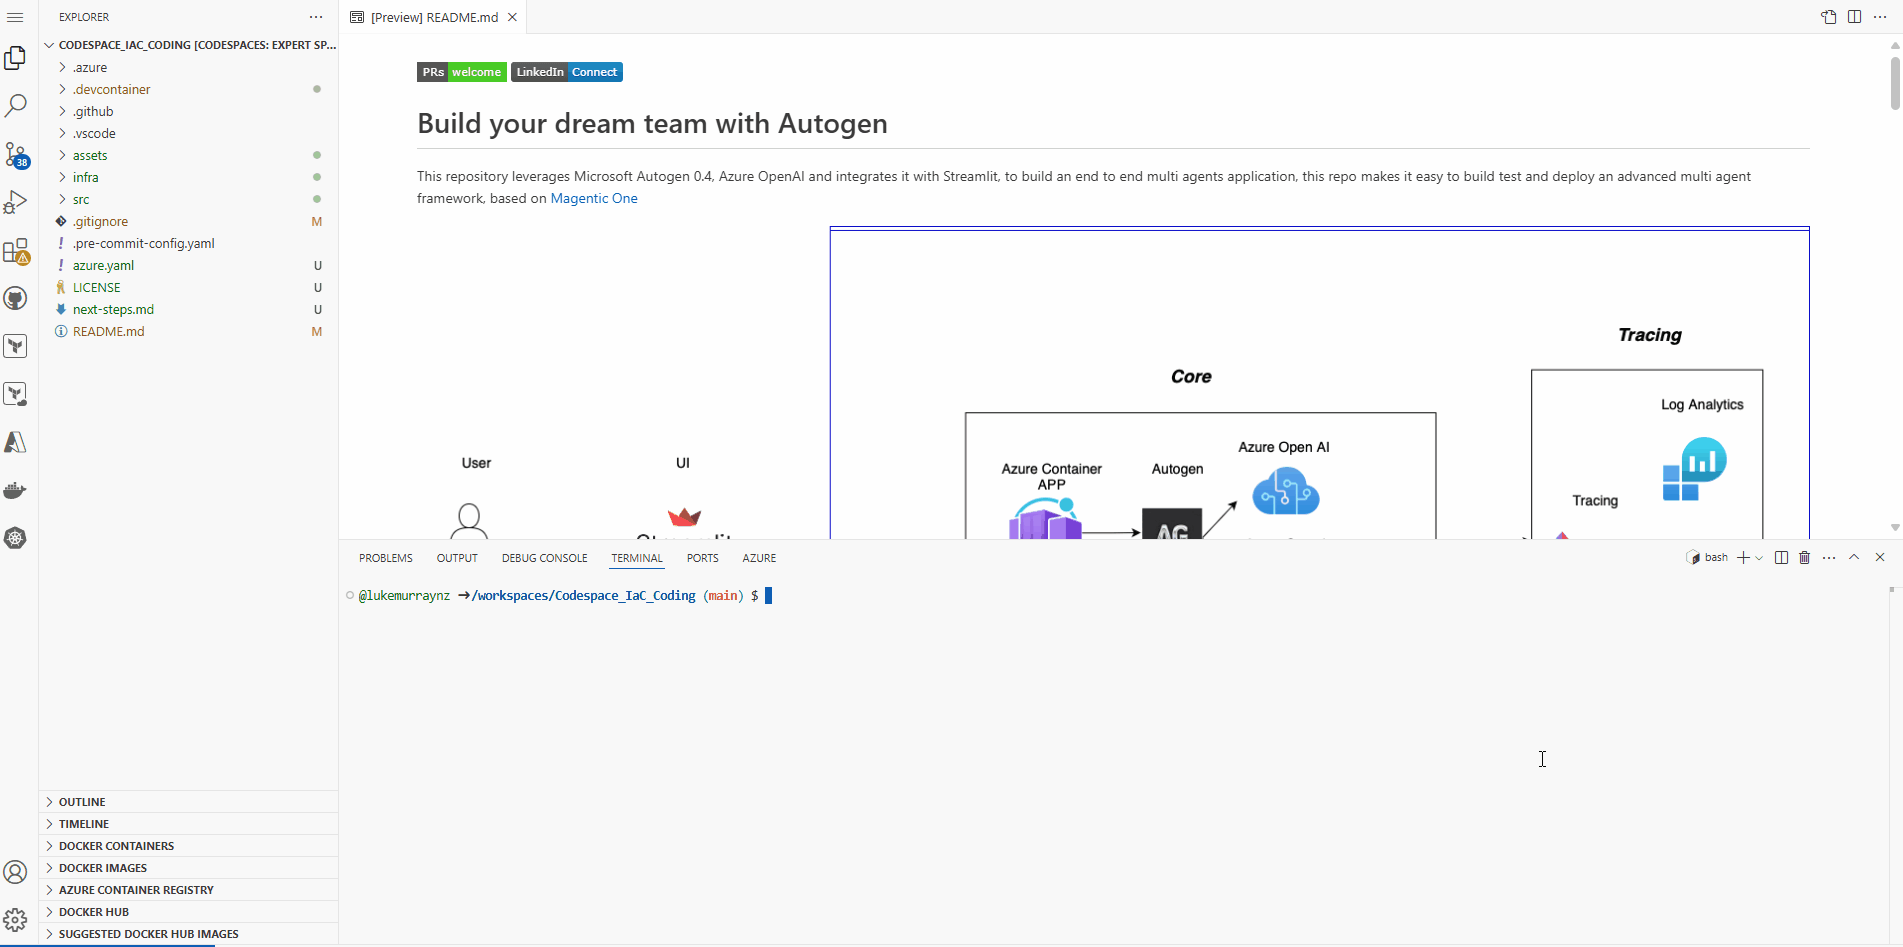 EXPLORER
CODESPACE_IAC_CODING [CODESPACES: EXPERT SP...
.azure
.devcontainer
.github
.vscode
assets
infra
src
.gitignore M
.pre-commit-config.yaml
azure.yaml U
LICENSE U
next-steps.md U
README.md M
38
OUTLINE
TIMELINE
DOCKER CONTAINERS
DOCKER IMAGES
AZURE CONTAINER REGISTRY
DOCKER HUB
SUGGESTED DOCKER HUB IMAGES
[Preview] README.md
PRs welcome LinkedIn Connect
Build your dream team with Autogen
This repository leverages Microsoft Autogen 0.4, Azure OpenAI and integrates it with Streamlit, to build an end to end multi agents application, this repo makes it easy to build test and deploy an advanced multi agent
framework, based on Magentic One
Tracing
Core
Log Analytics
Azure Open AI
User
UI
Azure Container
APP
Autogen
Tracing
AG
PROBLEMS OUTPUT DEBUG CONSOLE TERMINAL PORTS AZURE
bash
@lukemurraynz ➜/workspaces/Codespace_IaC_Coding (main) $